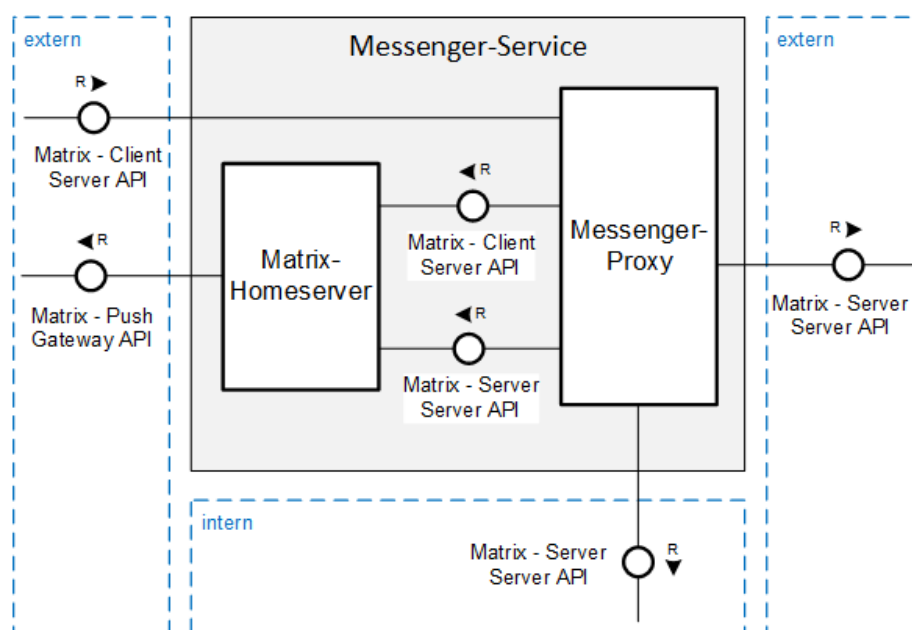 extern
Messenger-Service
extern
R
Matrix - Client
Server API
R
Matrix - Client
Server API
Messenger-
Proxy
R
Matrix - Server
Server API
R
Matrix - Push
Gateway API
Matrix-
Homeserver
R
Matrix - Server
Server API
intern
Matrix - Server
Server API
R